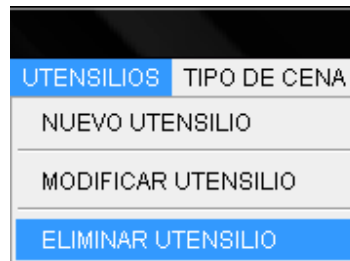 UTENSILIOS TIPO DE CENA
NUEVO UTENSILIO
MODIFICAR UTENSILIO
ELIMINAR UTENSILIO